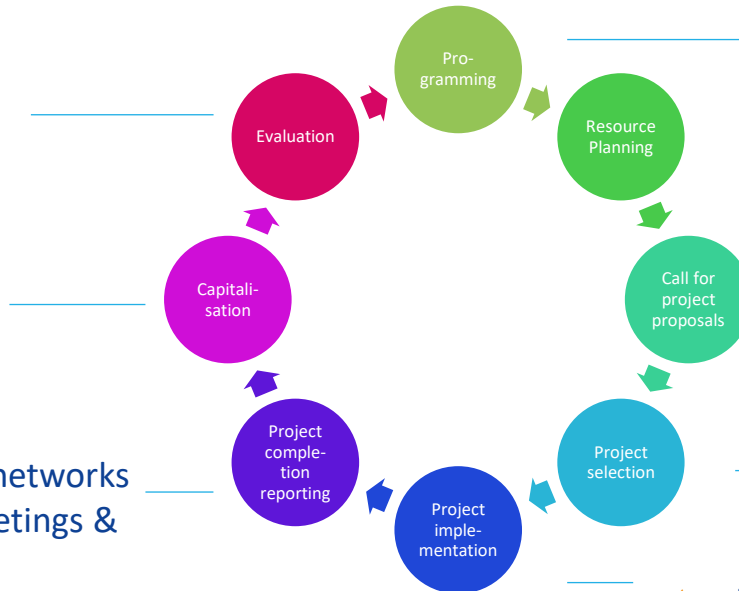 Pro-
gramming
Resource
Planning
Call for
project
proposals
Project
selection
Project
imple-
mentation
Project
comple-
tion
reporting
Capitali-
sation
Evaluation
networks
etings &